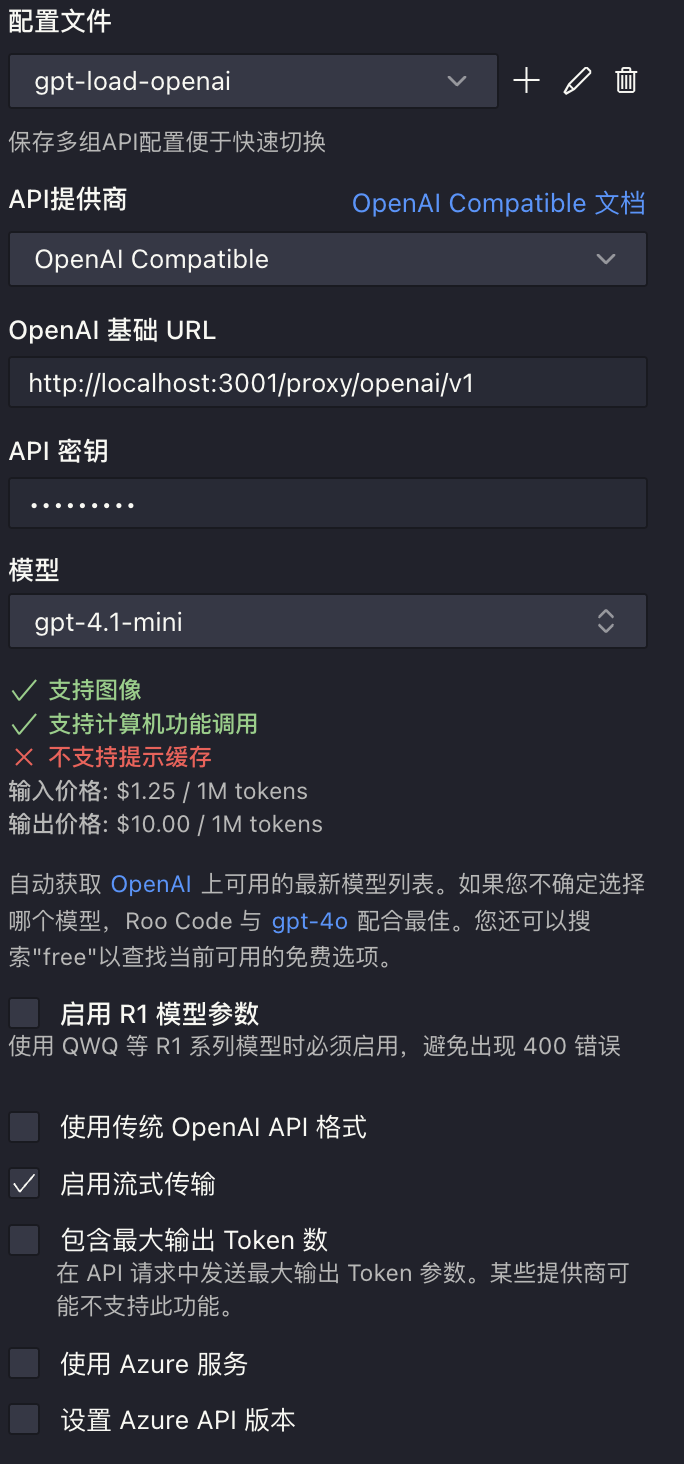 配置文件
gpt-load-openai
保存多组API配置便于快速切换
API提供商
OpenAI Compatible 文档
OpenAI Compatible
OpenAI 基础 URL
http://localhost:3001/proxy/openai/v1
API 密钥
•••••••••
模型
gpt-4.1-mini
支持图像
支持计算机功能调用
不支持提示缓存
输入价格: $1.25 / 1M tokens
输出价格: $10.00 / 1M tokens
自动获取 OpenAI 上可用的最新模型列表。如果您不确定选择
哪个模型，Roo Code 与 gpt-4o 配合最佳。您还可以搜
索"free"以查找当前可用的免费选项。
启用 R1 模型参数
使用 QWQ 等 R1 系列模型时必须启用，避免出现 400 错误
使用传统 OpenAI API 格式
启用流式传输
包含最大输出 Token 数
在 API 请求中发送最大输出 Token 参数。某些提供商可
能不支持此功能。
使用 Azure 服务
设置 Azure API 版本